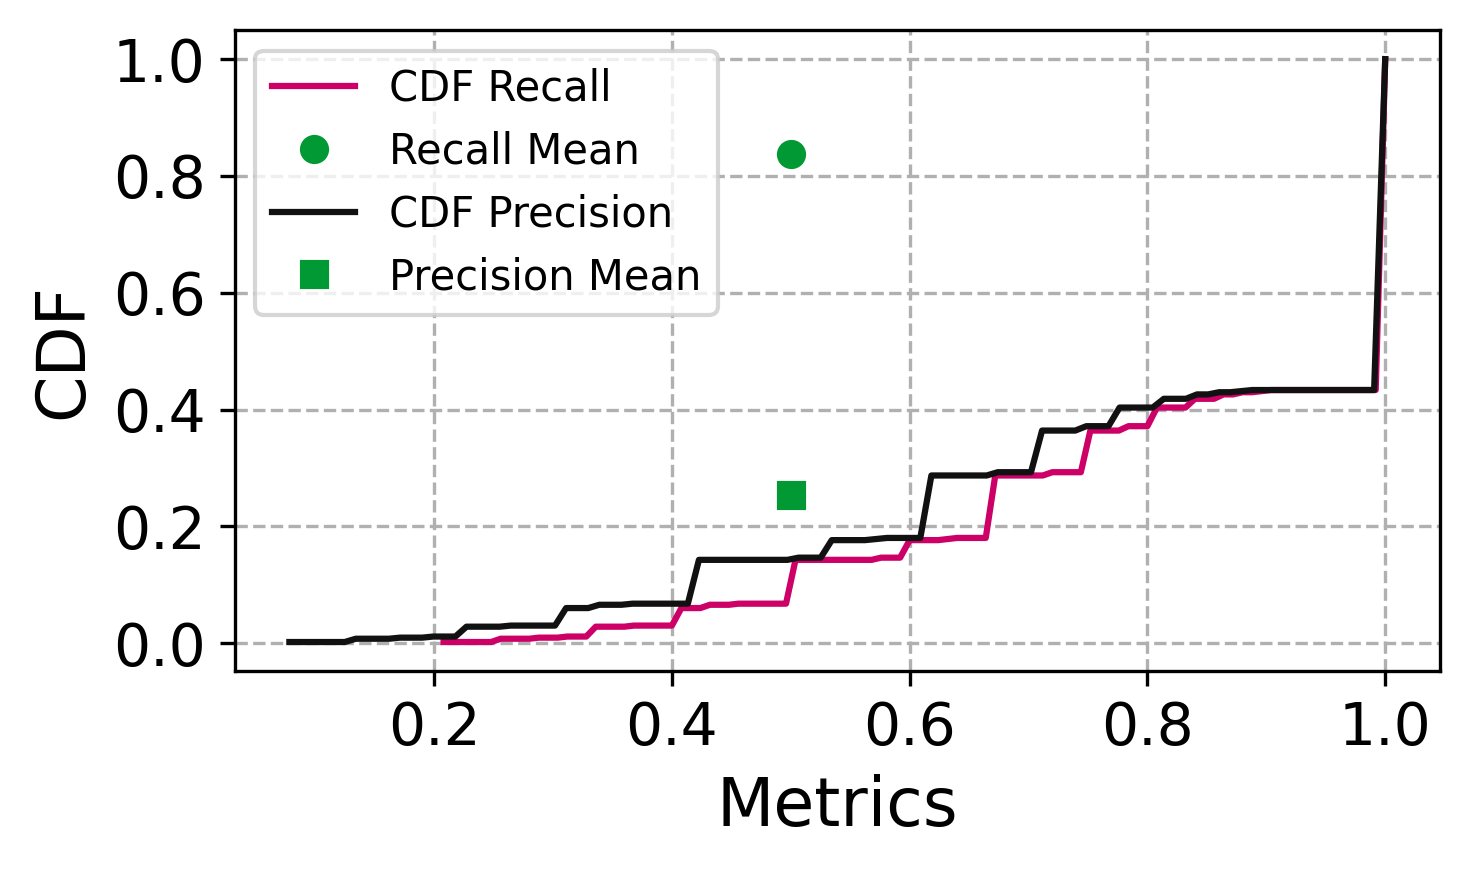 CDF Recall
Recall Mean
CDF Precision
Precision Mean
1.0
0.8
0.6
0.4
0.2
0.0
CDF
0.2 0.4 0.6 0.8 1.0
Metrics